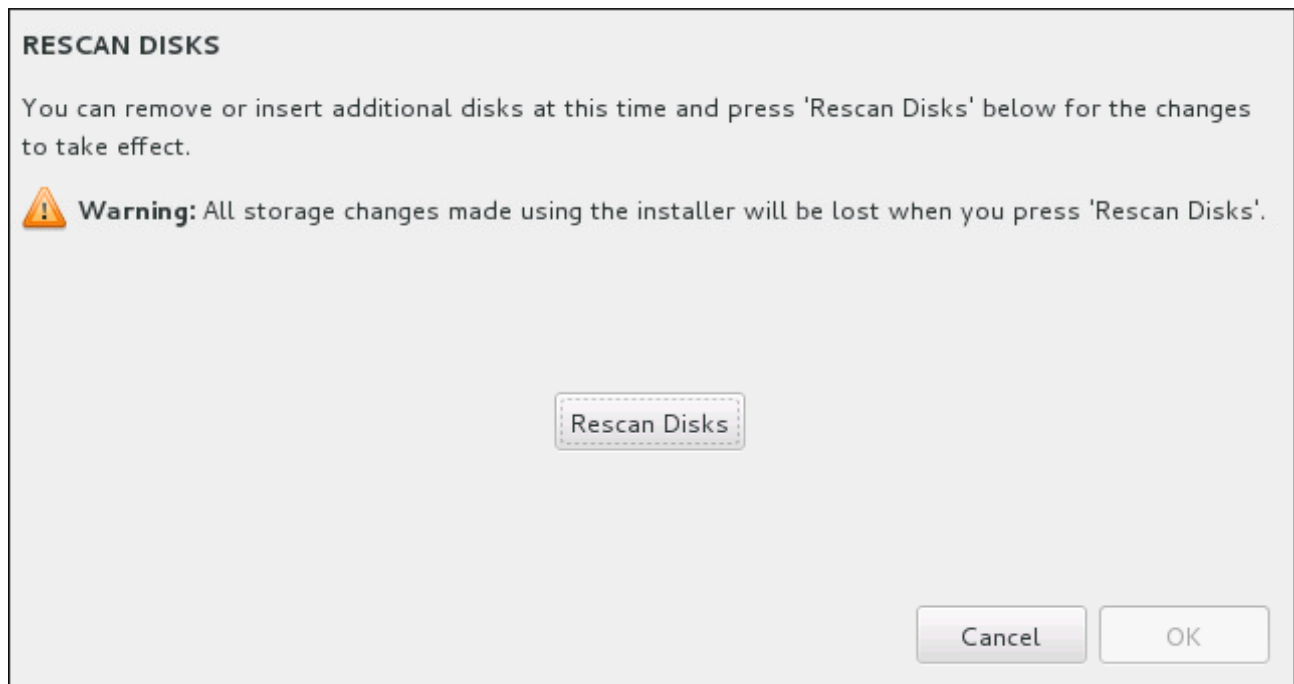 RESCAN DISKS
You can remove or insert additional disks at this time and press 'Rescan Disks' below for the changes
to take effect.
Warning: All storage changes made using the installer will be lost when you press 'Rescan Disks'.
Rescan Disks
Cancel
OK